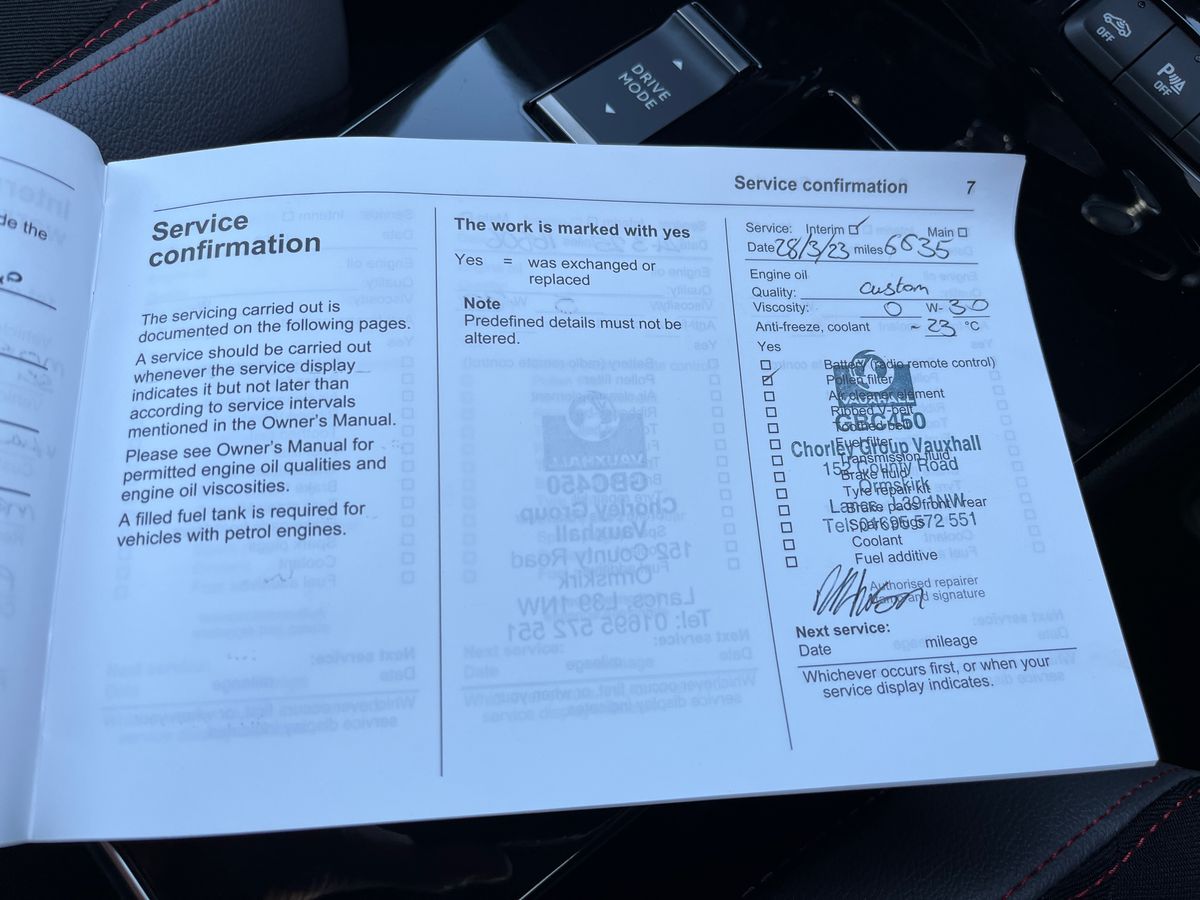 DRIVE
MODE
OFF
P
OFF
de the
Service confirmation 7
Service
confirmation
The servicing carried out is
documented on the following pages.
A service should be carried out
whenever the service display
indicates it but not later than
according to service intervals
mentioned in the Owner's Manual.
Please see Owner's Manual for
permitted engine oil qualities and
engine oil viscosities.
A filled fuel tank is required for
vehicles with petrol engines.
The work is marked with yes
Yes = was exchanged or
replaced
Note
Predefined details must not be
altered.
Service: Interim Main
Date 28/3/23 miles 6635
Engine oil
Quality: custom
Viscosity: 0 W- 30
Anti-freeze, coolant -23 °C
Yes
Battery (radio remote control)
Pollen filter
Air cleaner element
Ribbed V-belt
Toothed belt
Fuel filter
Transmission fluid
Brake fluid
Tyre repair kit
Brake pads front/rear
Spark plugs
Coolant
Fuel additive
VAUXHALL
GBC450
Chorley Group Vauxhall
152 County Road
Ormskirk
Lancs, L39 1NW
Tel: 01695 572 551
Authorised repairer
Name and signature
Next service:
Date mileage
Whichever occurs first, or when your
service display indicates.